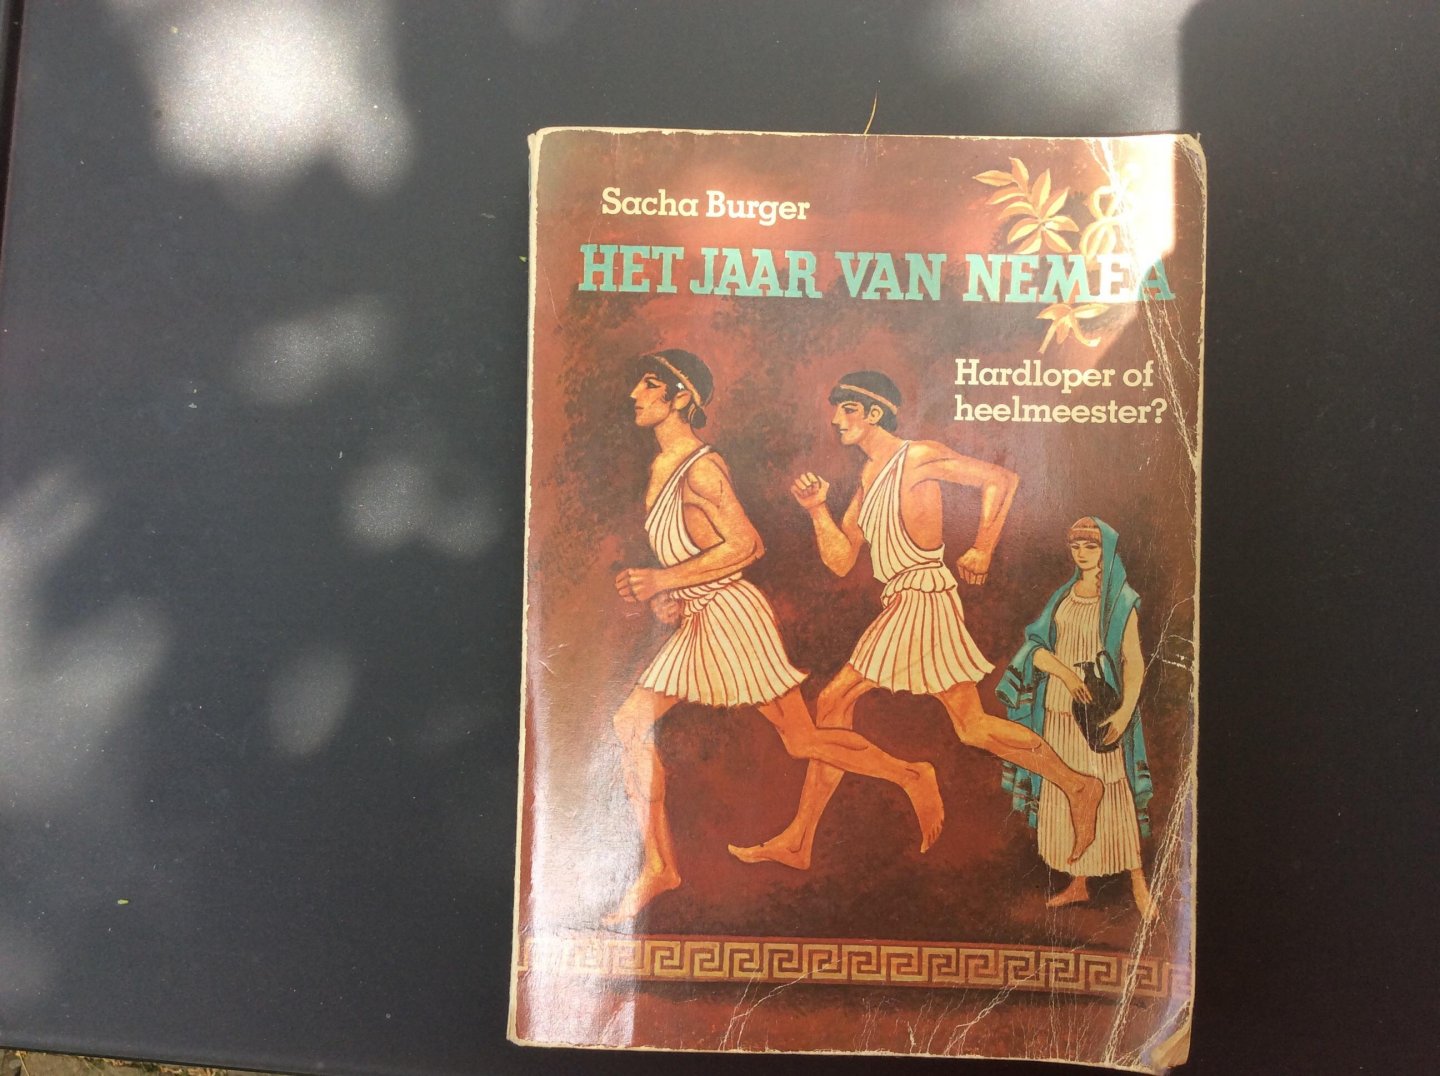 Sacha Burger
HET JAAR VAN NEMEA
Hardloper of
heelmeester?